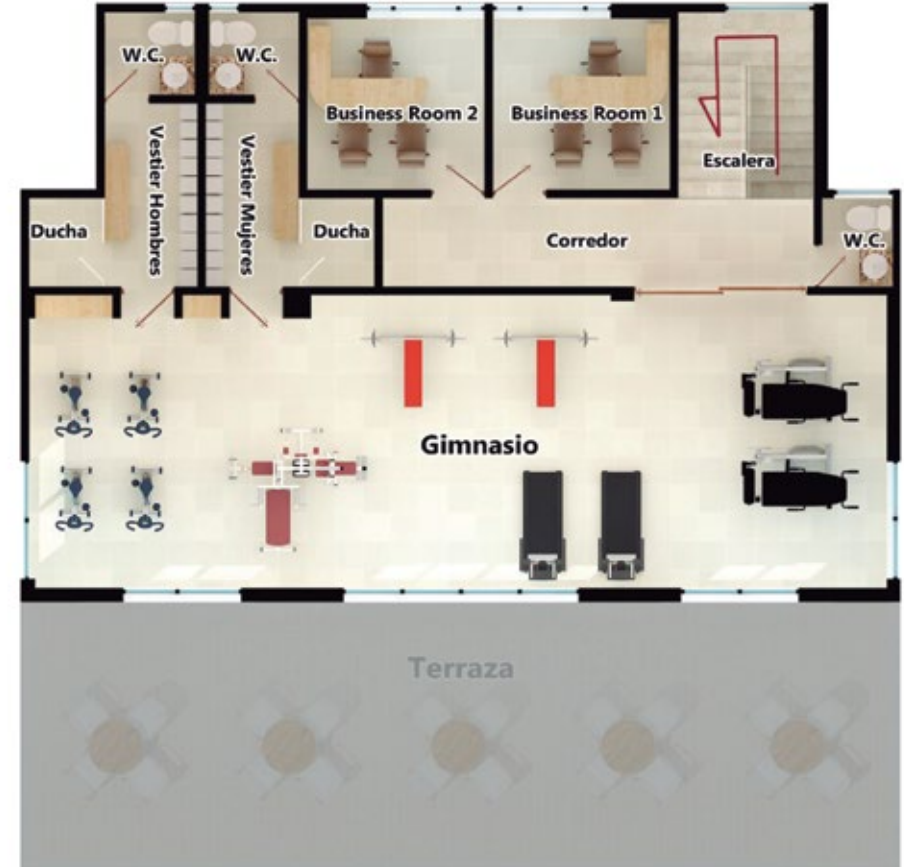 W.C.
W.C.
Business Room 2
Business Room 1
Escalera
Vestier Hombres
Vestier Mujeres
Ducha
Ducha
Corredor
W.C.
Gimnasio
Terraza